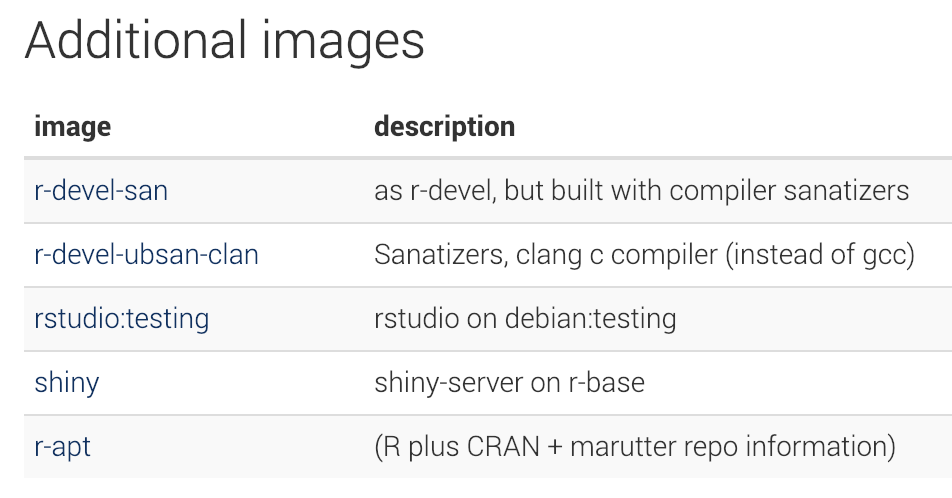 Additional images
image description
r-devel-san as r-devel, but built with compiler sanatizers
r-devel-ubsan-clan Sanatizers, clang c compiler (instead of gcc)
rstudio:testing rstudio on debian:testing
shiny shiny-server on r-base
r-apt (R plus CRAN + marutter repo information)